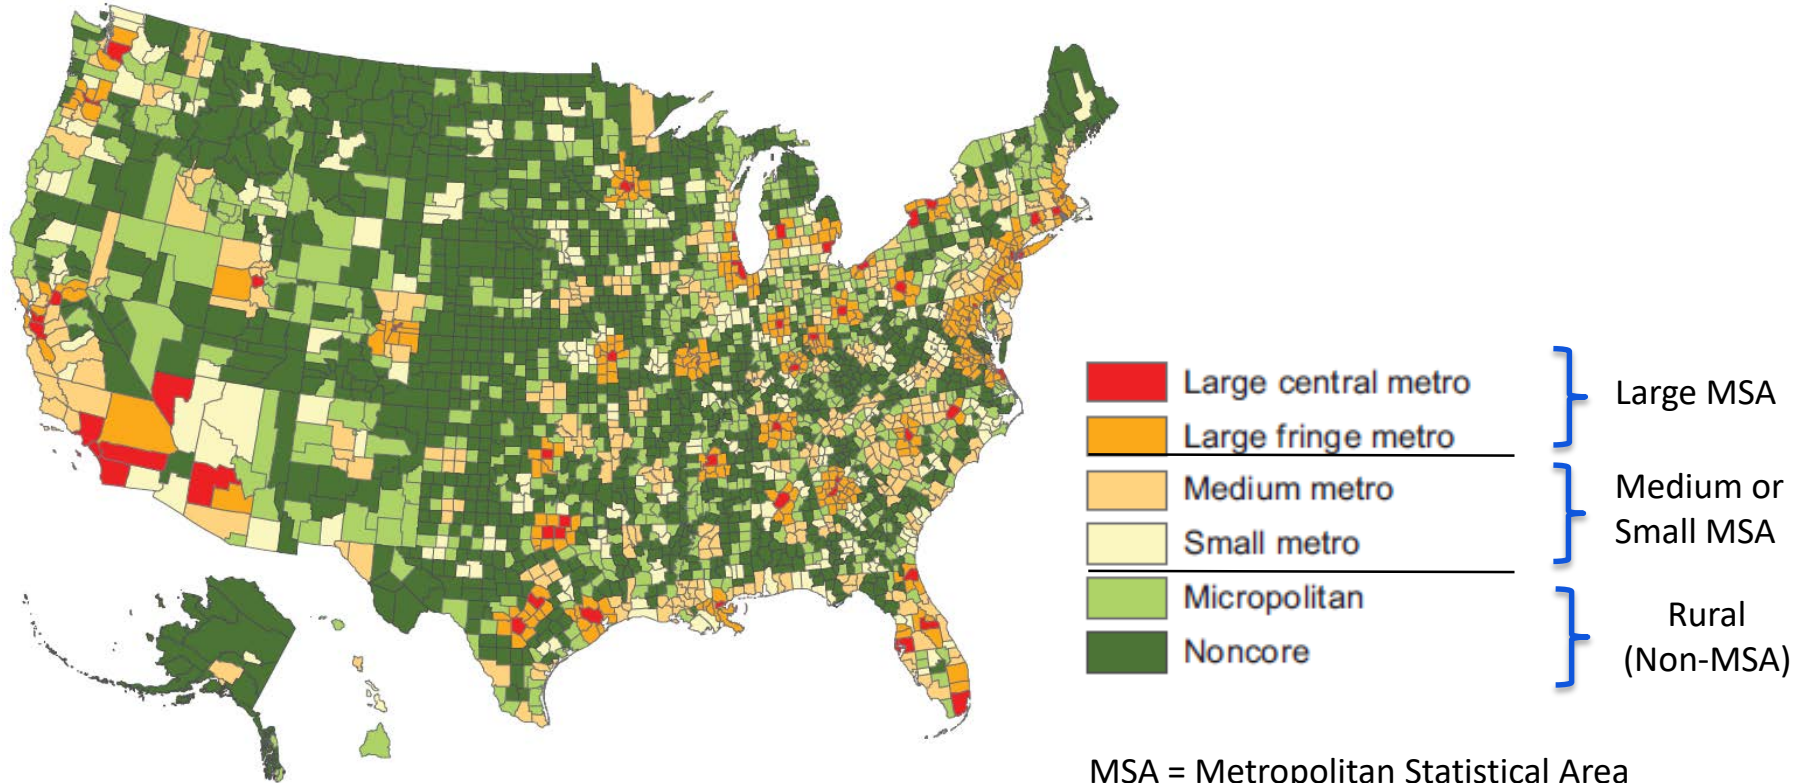 Large central metro
Large fringe metro
Medium metro
Small metro
Micropolitan
Noncore
Large MSA
Medium or
Small MSA
Rural
(Non-MSA)
MSA = Metropolitan Statistical Area